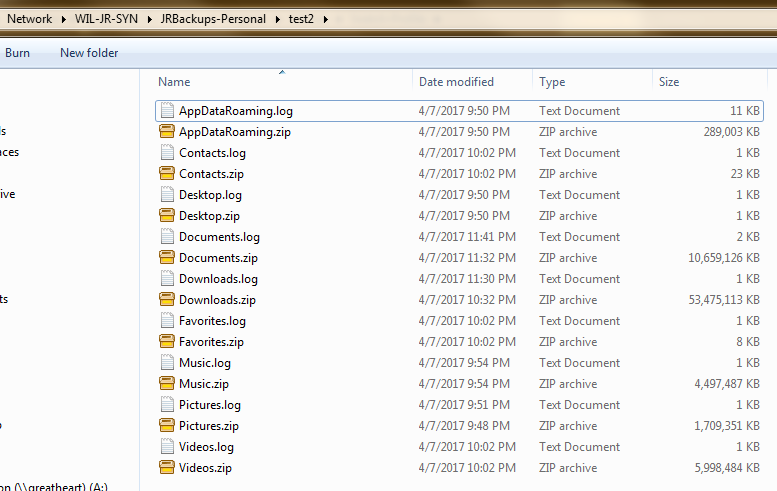 Network WIL-JR-SYN JRBackups-Personal test2
Burn New folder
Name Date modified Type Size
AppDataRoaming.log 4/7/2017 9:50 PM Text Document 11 KB
AppDataRoaming.zip 4/7/2017 9:50 PM ZIP archive 289,003 KB
Contacts.log 4/7/2017 10:02 PM Text Document 1 KB
Contacts.zip 4/7/2017 10:02 PM ZIP archive 23 KB
Desktop.log 4/7/2017 9:50 PM Text Document 1 KB
Desktop.zip 4/7/2017 9:50 PM ZIP archive 1 KB
Documents.log 4/7/2017 11:41 PM Text Document 2 KB
Documents.zip 4/7/2017 11:32 PM ZIP archive 10,659,126 KB
Downloads.log 4/7/2017 11:30 PM Text Document 1 KB
Downloads.zip 4/7/2017 10:32 PM ZIP archive 53,475,113 KB
Favorites.log 4/7/2017 10:02 PM Text Document 1 KB
Favorites.zip 4/7/2017 10:02 PM ZIP archive 8 KB
Music.log 4/7/2017 9:54 PM Text Document 1 KB
Music.zip 4/7/2017 9:54 PM ZIP archive 4,497,487 KB
Pictures.log 4/7/2017 9:51 PM Text Document 1 KB
Pictures.zip 4/7/2017 9:48 PM ZIP archive 1,709,351 KB
Videos.log 4/7/2017 10:02 PM Text Document 1 KB
Videos.zip 4/7/2017 10:02 PM ZIP archive 5,998,484 KB
on (\\greatheart) (A:)